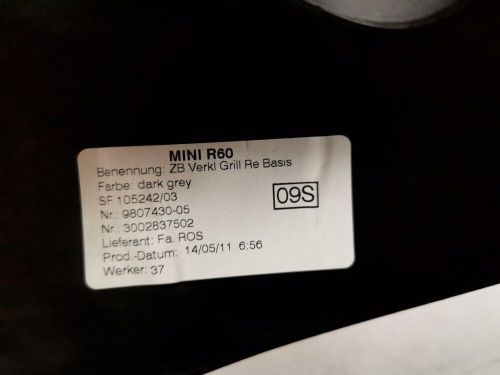 MINI R60
Benennung: ZB Verkl Grill Re Basis
Farbe: dark grey
SF 105242/03
09S
Nr.: 9807430-05
Nr.: 3002837502
Lieferant: Fa. ROS
Prod.-Datum: 14/05/11 6:56
Werker: 37